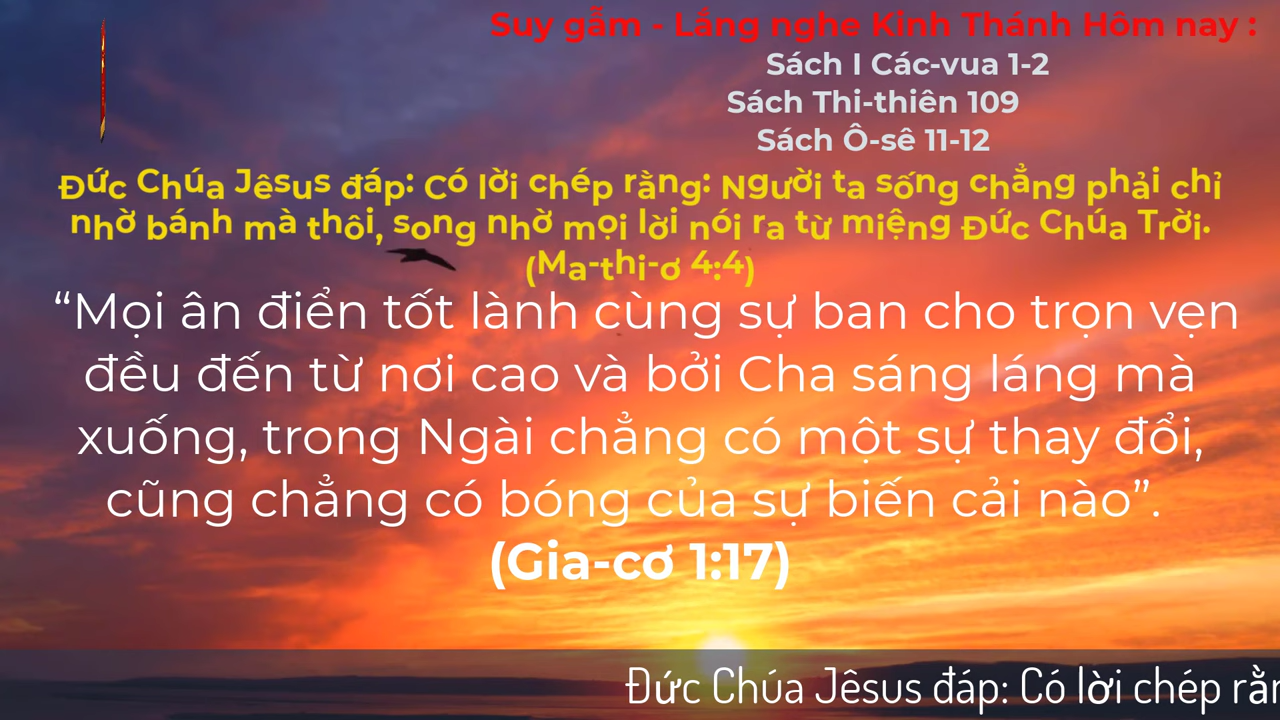 Suy gẫm - Lắng nghe Kinh Thánh Hôm nay :
Sách I Các-vua 1-2
Sách Thi-thiên 109
Sách Ô-sê 11-12
Đức Chúa Jêsus đáp: Có lời chép rằng: Người ta sống chẳng phải chỉ
nhờ bánh mà thôi, song nhờ mọi lời nói ra từ miệng Đức Chúa Trời.
(Ma-thi-ơ 4:4)
“Mọi ân điển tốt lành cùng sự ban cho trọn vẹn
đều đến từ nơi cao và bởi Cha sáng láng mà
xuống, trong Ngài chẳng có một sự thay đổi,
cũng chẳng có bóng của sự biến cải nào”.
(Gia-cơ 1:17)
Đức Chúa Jêsus đáp: Có lời chép